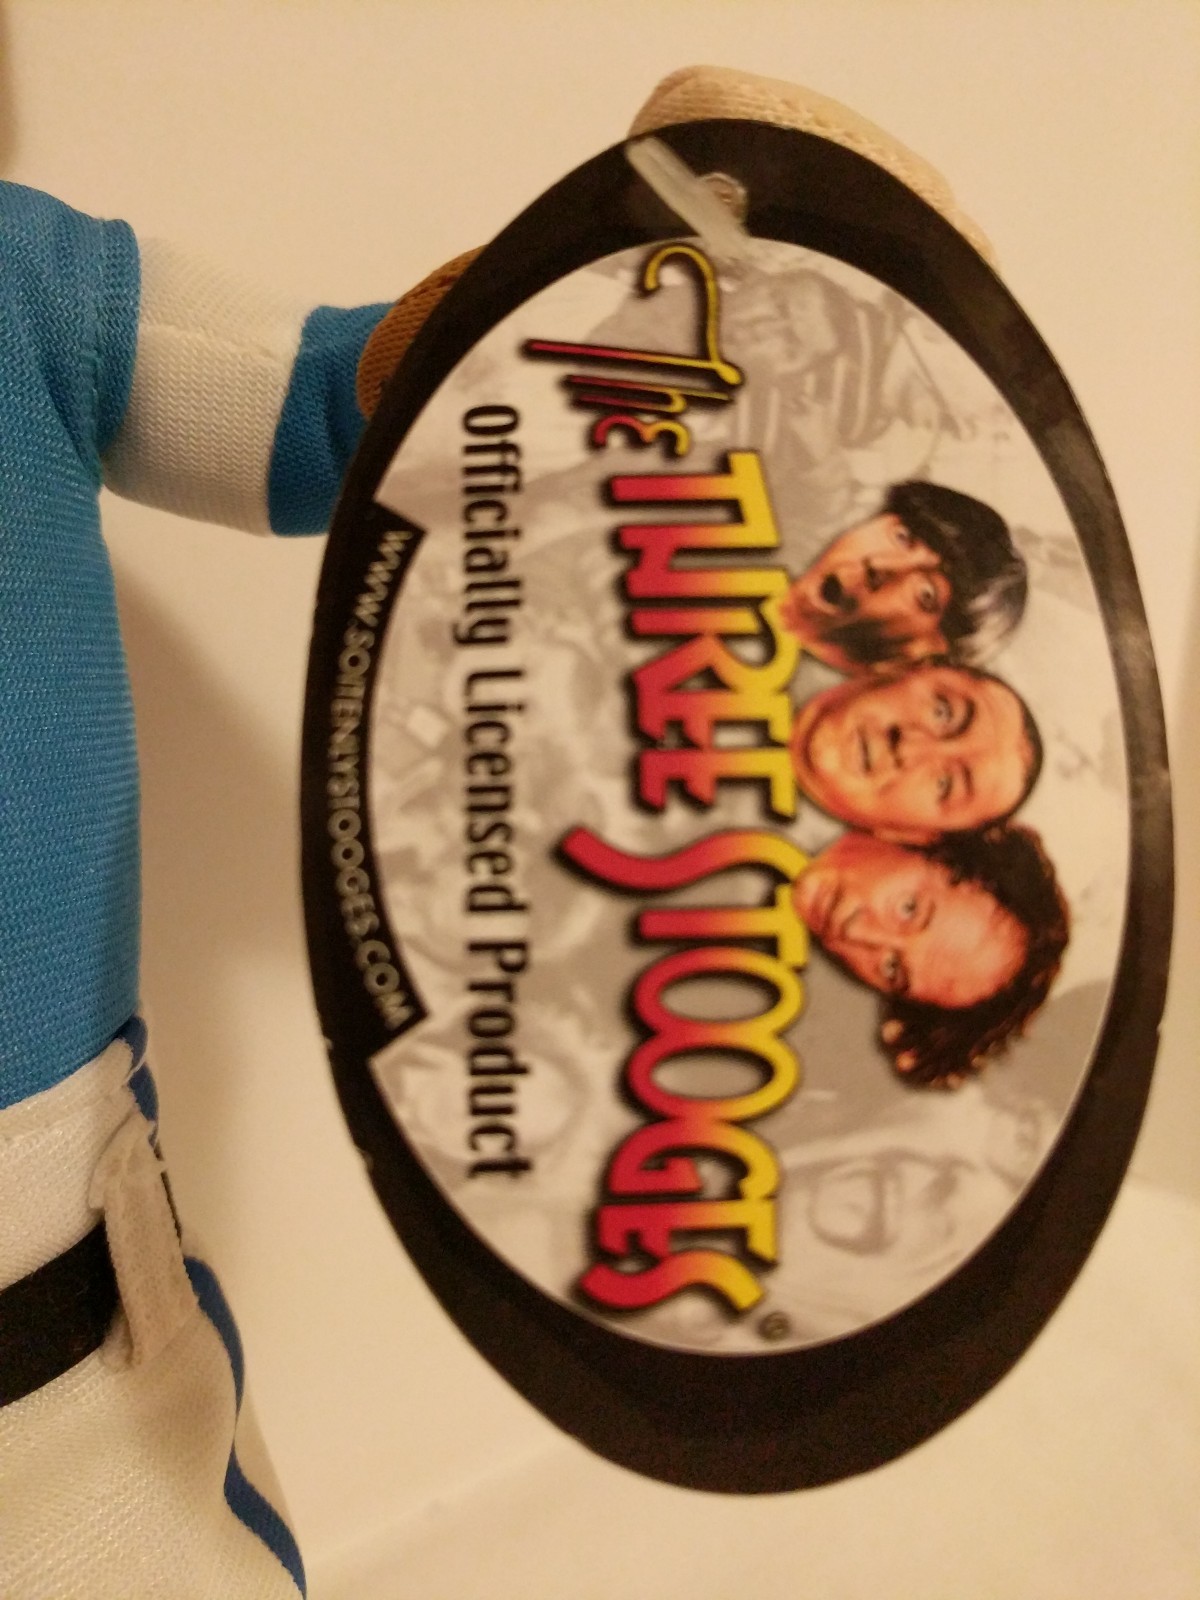 The THREE STOOGES®
Officially Licensed Product
WWW.SOITENLYSTOOGES.COM